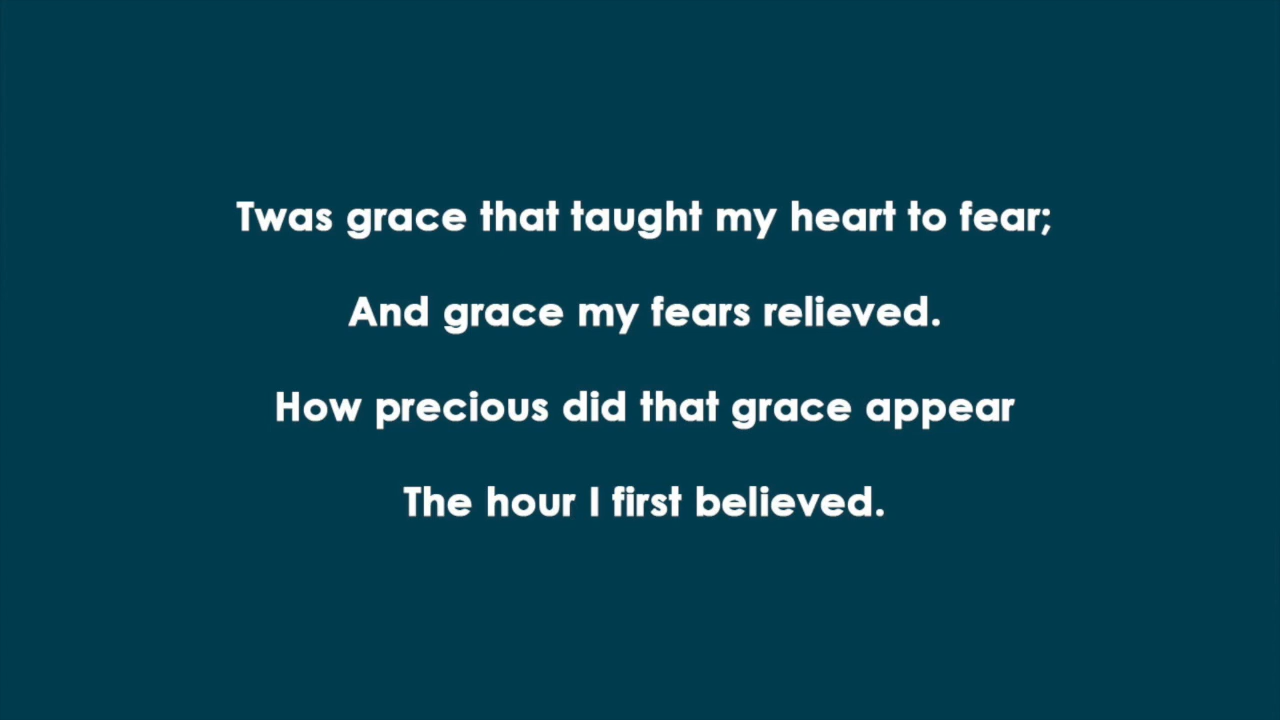 Twas grace that taught my heart to fear;
And grace my fears relieved.
How precious did that grace appear
The hour I first believed.